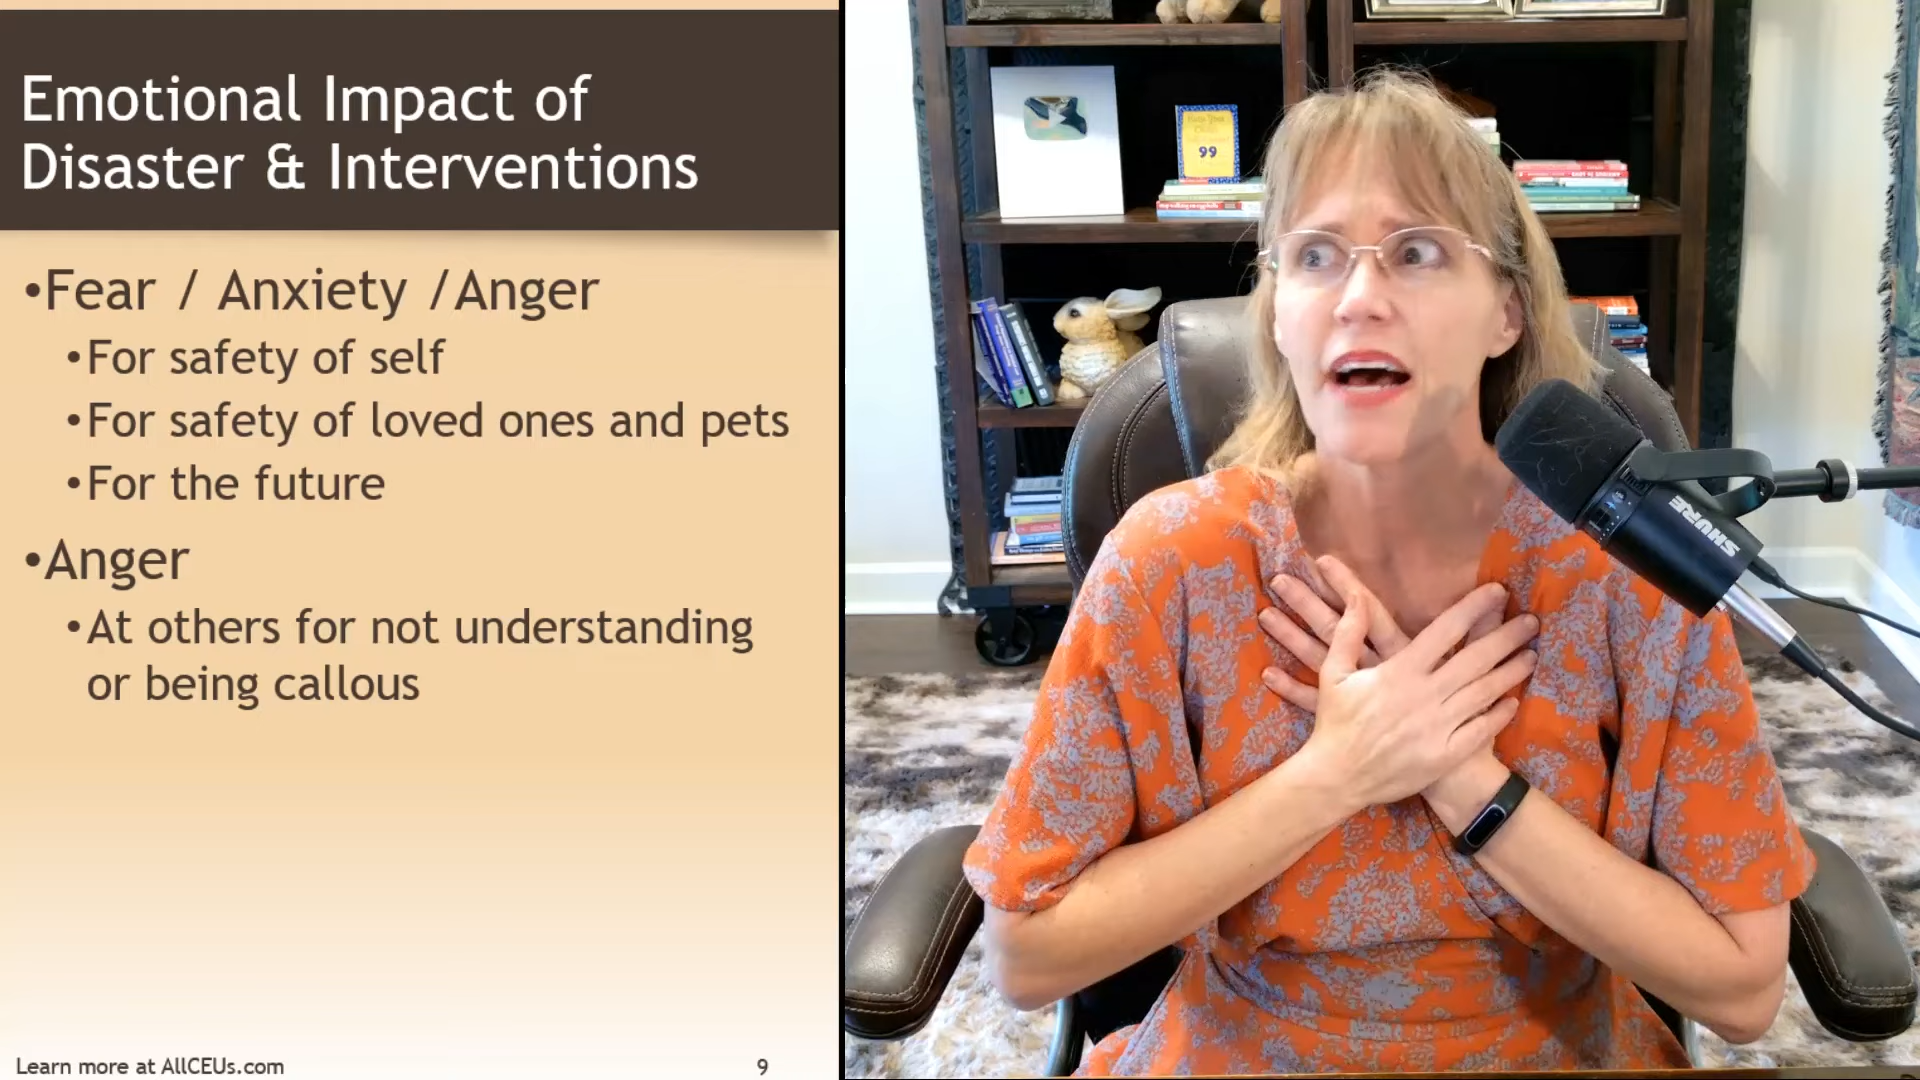 Emotional Impact of
Disaster & Interventions
•Fear / Anxiety /Anger
•For safety of self
•For safety of loved ones and pets
•For the future
•Anger
•At others for not understanding
or being callous
Learn more at AllCEUs.com
9
99
SHURE